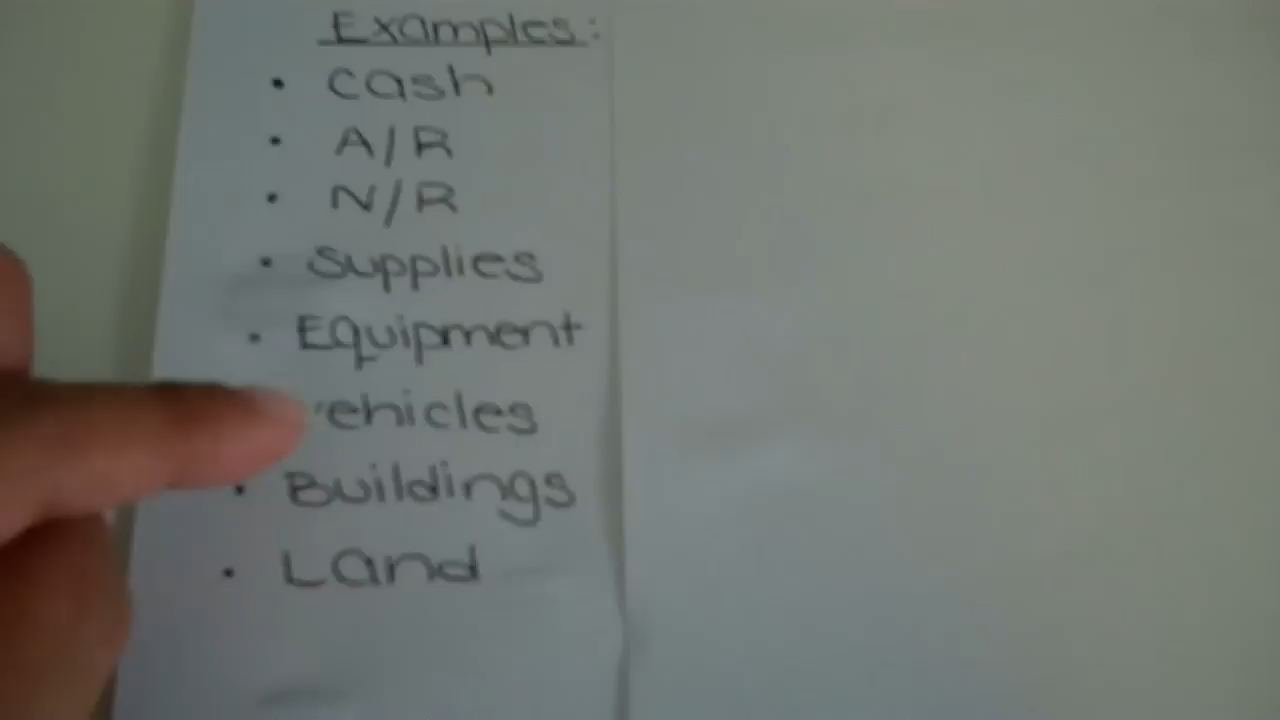 Examples:
• Cash
• A/R
• N/R
• Supplies
• Equipment
vehicles
• Buildings
• Land